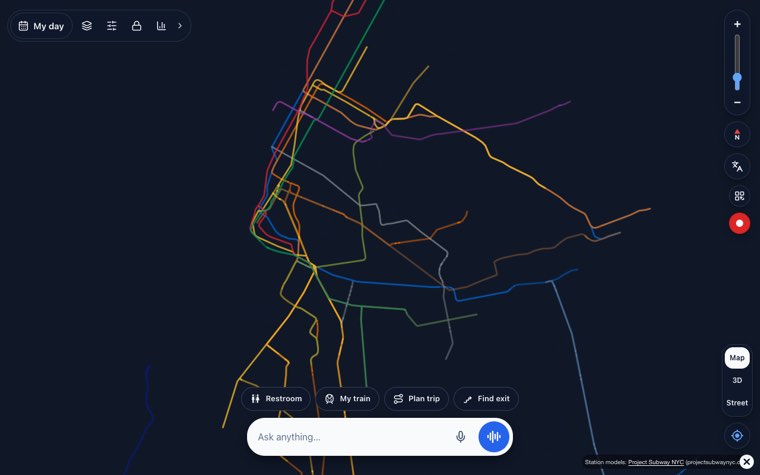 My day
N
Map
3D
Street
Restroom
My train
Plan trip
Find exit
Ask anything...
Station models: Project Subway NYC (projectsubwaynyc.c